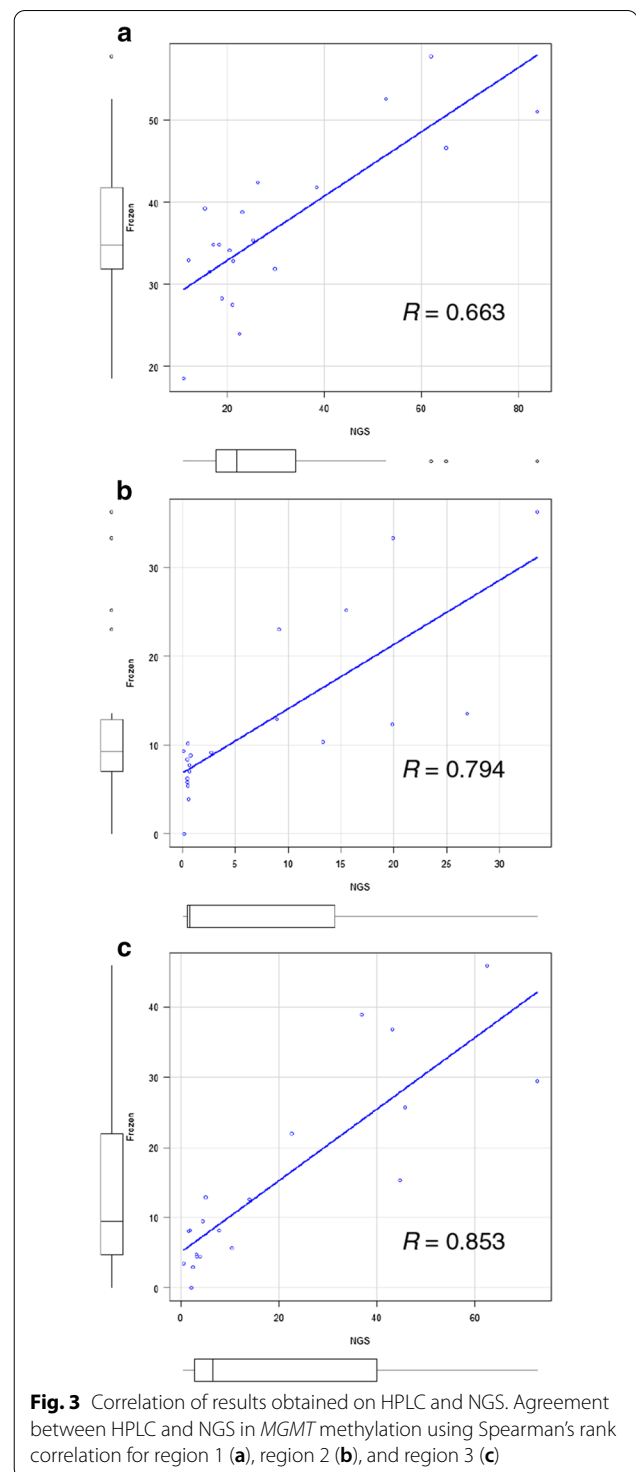 a
Frozen
50
40
30
20
R = 0.663
20 40 60 80
NGS
b
Frozen
30
20
10
0
R = 0.794
0 5 10 15 20 25 30
NGS
c
Frozen
40
30
20
10
0
R = 0.853
0 20 40 60
NGS
Fig. 3 Correlation of results obtained on HPLC and NGS. Agreement
between HPLC and NGS in MGMT methylation using Spearman's rank
correlation for region 1 (a), region 2 (b), and region 3 (c)